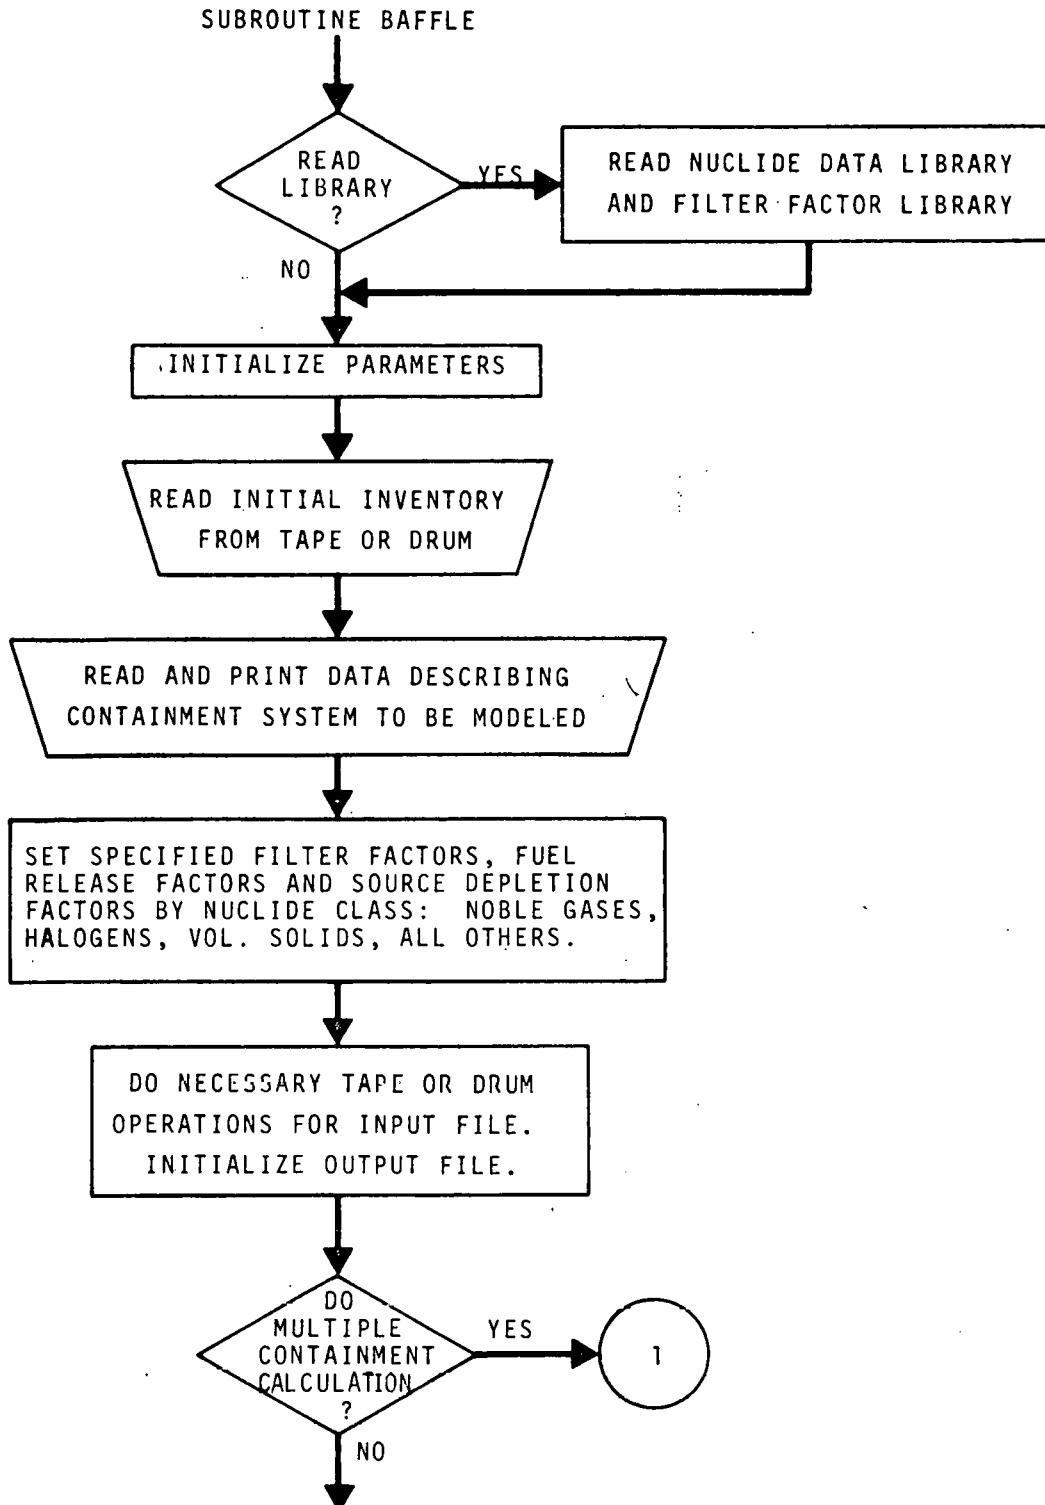 SUBROUTINE BAFFLE
READ
LIBRARY
?
YES
READ NUCLIDE DATA LIBRARY
AND FILTER FACTOR LIBRARY
NO
INITIALIZE PARAMETERS
READ INITIAL INVENTORY
FROM TAPE OR DRUM
READ AND PRINT DATA DESCRIBING
CONTAINMENT SYSTEM TO BE MODELED
SET SPECIFIED FILTER FACTORS, FUEL
RELEASE FACTORS AND SOURCE DEPLETION
FACTORS BY NUCLIDE CLASS: NOBLE GASES,
HALOGENS, VOL. SOLIDS, ALL OTHERS.
DO NECESSARY TAPE OR DRUM
OPERATIONS FOR INPUT FILE.
INITIALIZE OUTPUT FILE.
DO
MULTIPLE
CONTAINMENT
CALCULATION
?
YES
1
NO